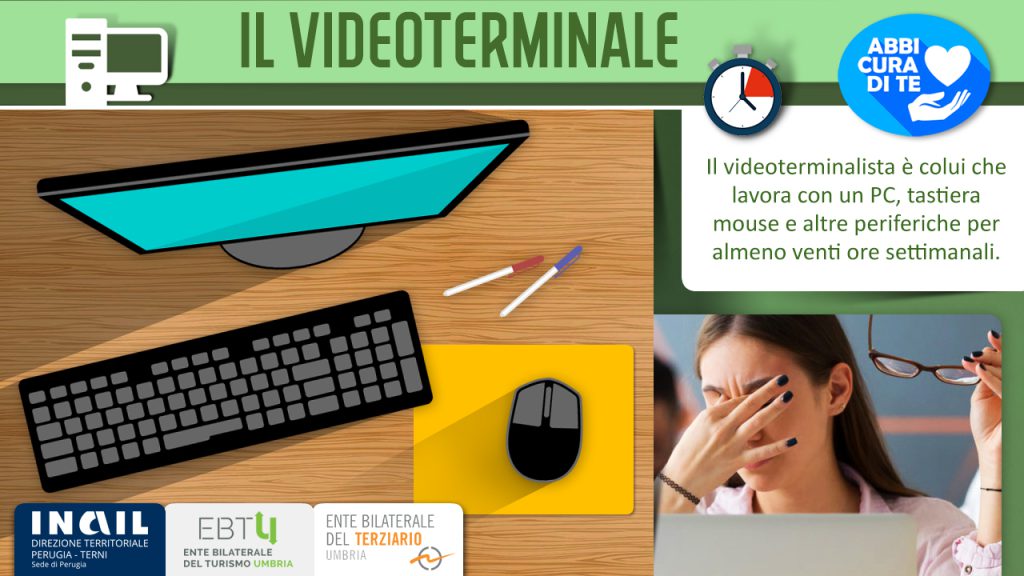 IL VIDEOTERMINALE
ABBI
CURA
DI TE
Il videoterminalista è colui che
lavora con un PC, tastiera
mouse e altre periferiche per
almeno venti ore settimanali.
INAIL
DIREZIONE TERRITORIALE
PERUGIA - TERNI
Sede di Perugia
EBTU
ENTE BILATERALE
DEL TURISMO UMBRIA
ENTE BILATERALE
DEL TERZIARIO
UMBRIA